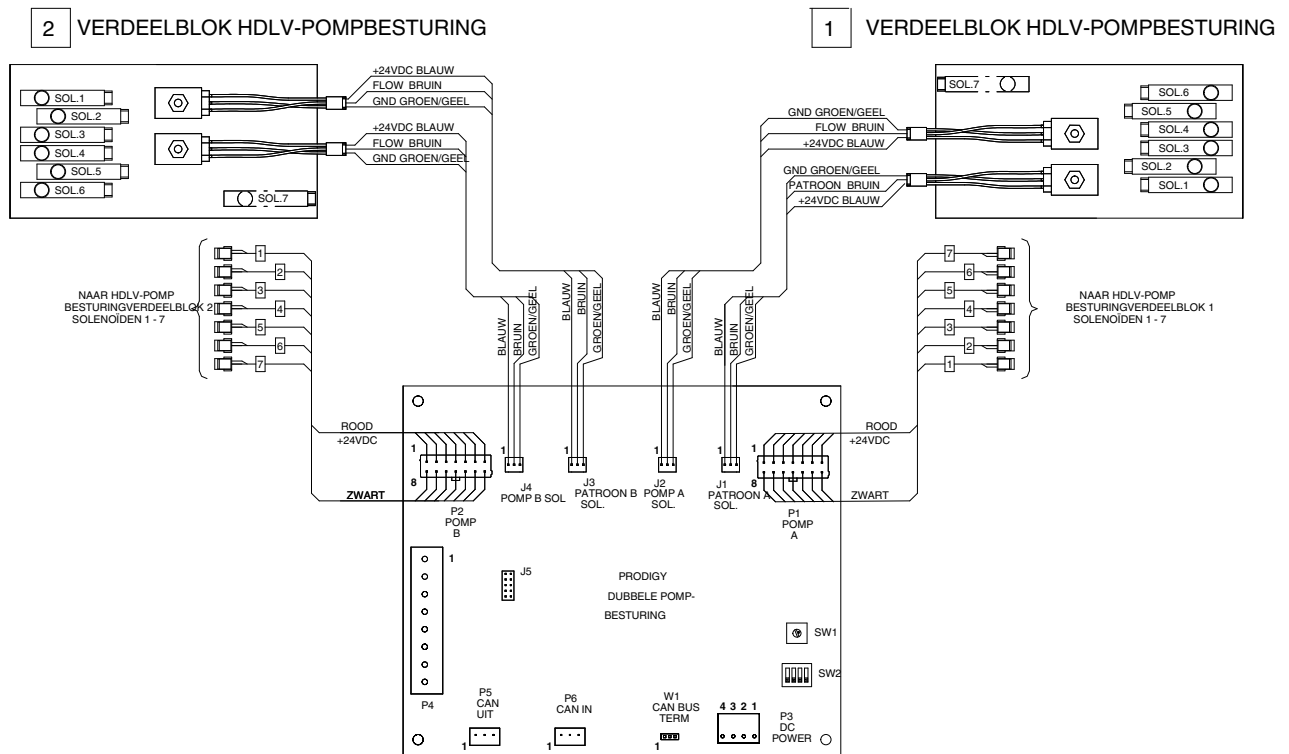 2 VERDEELBLOK HDLV-POMPBESTURING
1 VERDEELBLOK HDLV-POMPBESTURING
SOL.1
SOL.2
SOL.3
SOL.4
SOL.5
SOL.6
SOL.7
+24VDC BLAUW
FLOW BRUIN
GND GROEN/GEEL
+24VDC BLAUW
FLOW BRUIN
GND GROEN/GEEL
GND GROEN/GEEL
FLOW BRUIN
+24VDC BLAUW
GND GROEN/GEEL
PATROON BRUIN
+24VDC BLAUW
SOL.7
SOL.6
SOL.5
SOL.4
SOL.3
SOL.2
SOL.1
NAAR HDLV-POMP
BESTURINGVERDEELBLOK 2
SOLENOÏDEN 1 - 7
1
2
3
4
5
6
7
BLAUW
BRUIN
GROEN/GEEL
BLAUW
BRUIN
GROEN/GEEL
BLAUW
BRUIN
GROEN/GEEL
BLAUW
BRUIN
GROEN/GEEL
7
6
5
4
3
2
1
NAAR HDLV-POMP
BESTURINGVERDEELBLOK 1
SOLENOÏDEN 1 - 7
ROOD
+24VDC
ZWART
ROOD
+24VDC
ZWART
1
8
P2
POMP
B
1
J4
POMP B SOL
1
J3
PATROON B
SOL.
1
J2
POMP A
SOL.
1
J1
PATROON A
SOL.
1
8
P1
POMP
A
1
P4
J5
PRODIGY
DUBBELE POMP-
BESTURING
SW1
SW2
P5
CAN
UIT
1
P6
CAN IN
1
W1
CAN BUS
TERM
1
4 3 2 1
P3
DC
POWER